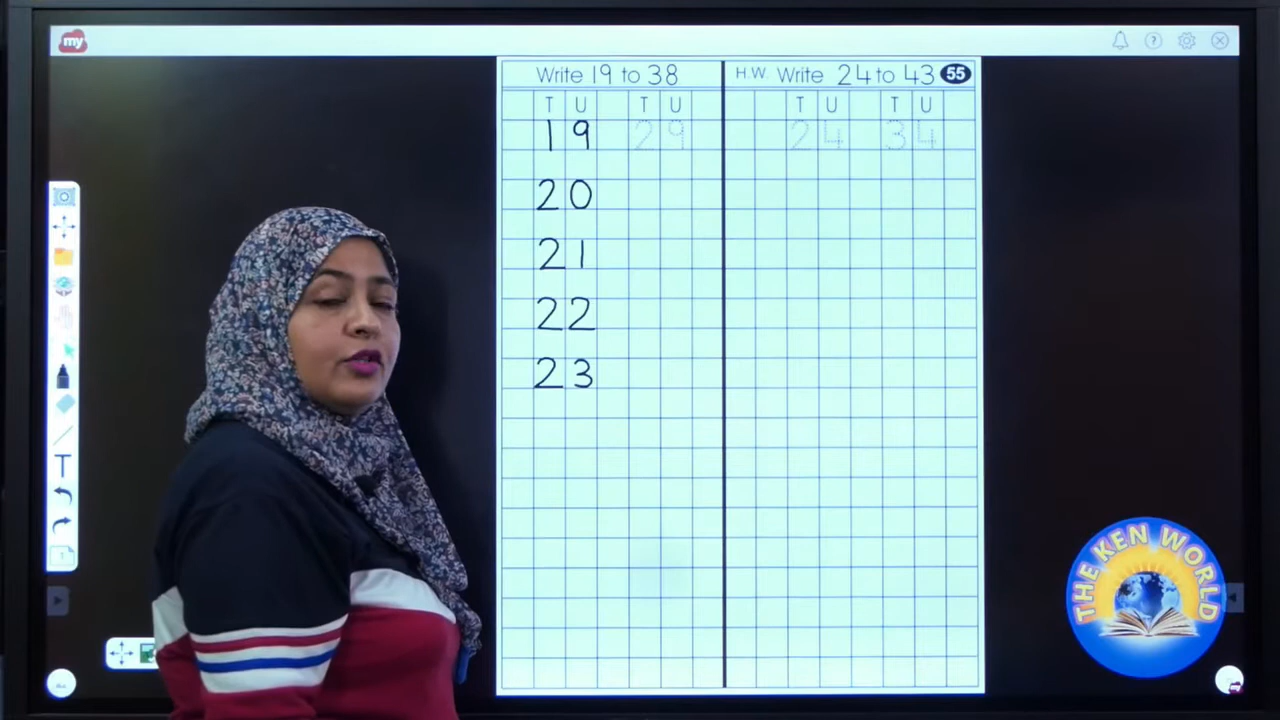 my
Write 19 to 38
H.W. Write 24 to 43 55
T U T U T U T U
19 29 24 34
20
21
22
23
T
THE KEN WORLD